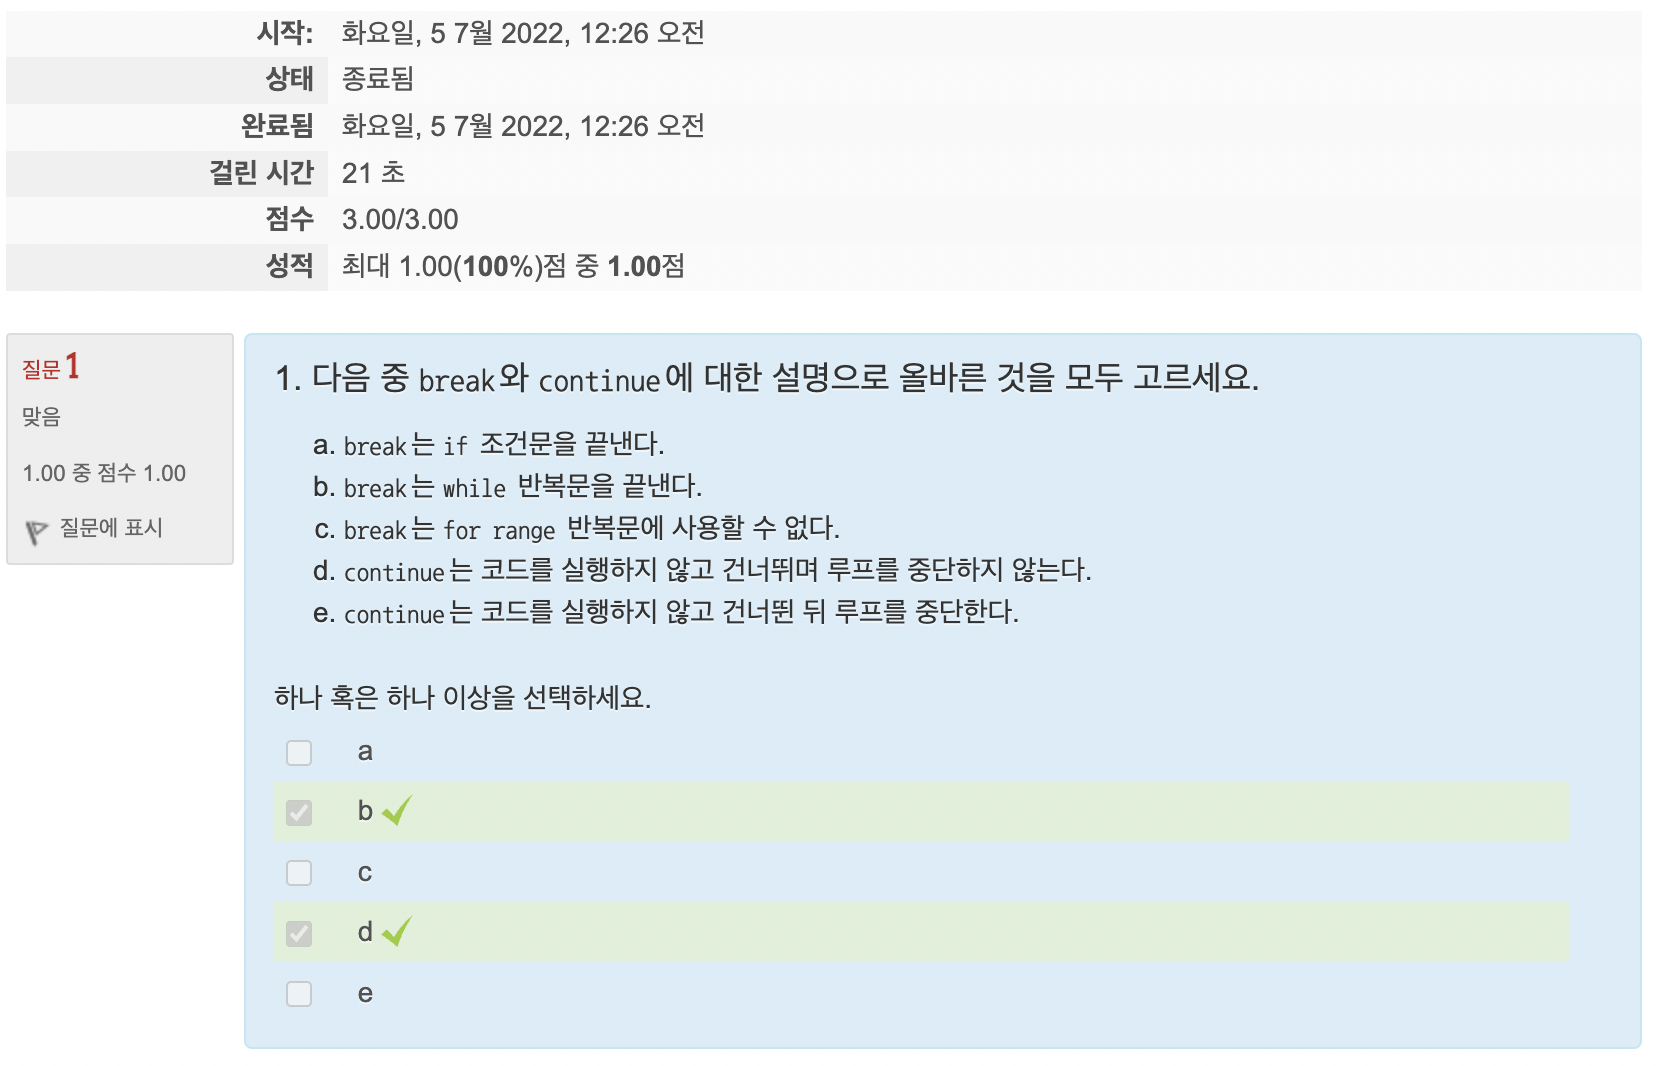 시작: 화요일, 5 7월 2022, 12:26 오전
상태 종료됨
완료됨 화요일, 5 7월 2022, 12:26 오전
걸린 시간 21 초
점수 3.00/3.00
성적 최대 1.00(100%)점 중 1.00점
질문 1
맞음
1.00 중 점수 1.00
질문에 표시
1. 다음 중 break와 continue에 대한 설명으로 올바른 것을 모두 고르세요.
a. break는 if 조건문을 끝낸다.
b. break는 while 반복문을 끝낸다.
c. break는 for range 반복문에 사용할 수 없다.
d. continue는 코드를 실행하지 않고 건너뛰며 루프를 중단하지 않는다.
e. continue는 코드를 실행하지 않고 건너뛴 뒤 루프를 중단한다.
하나 혹은 하나 이상을 선택하세요.
a
b
c
d
e